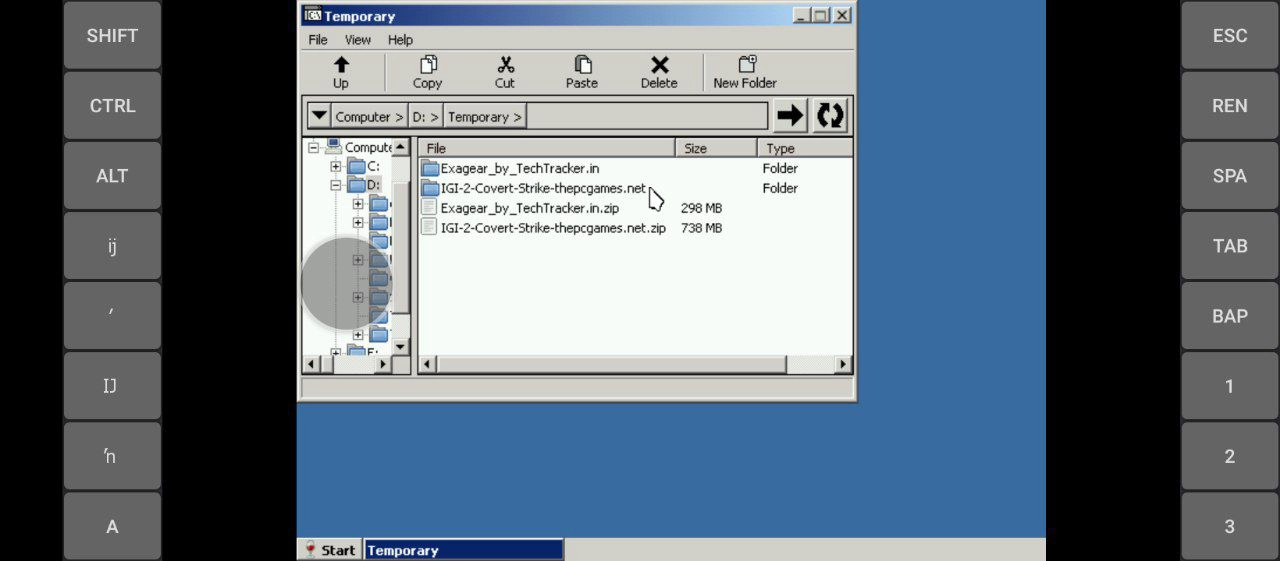 SHIFT
CTRL
ALT
ĳ
′
Ĳ
ŉ
A
Temporary
File View Help
Up Copy Cut Paste Delete New Folder
Computer > D: > Temporary >
C:
D:
File Size Type
Exagear_by_TechTracker.in Folder
IGI-2-Covert-Strike-thepcgames.net Folder
Exagear_by_TechTracker.in.zip 298 MB
IGI-2-Covert-Strike-thepcgames.net.zip 738 MB
Start Temporary
ESC
REN
SPA
TAB
BAP
1
2
3